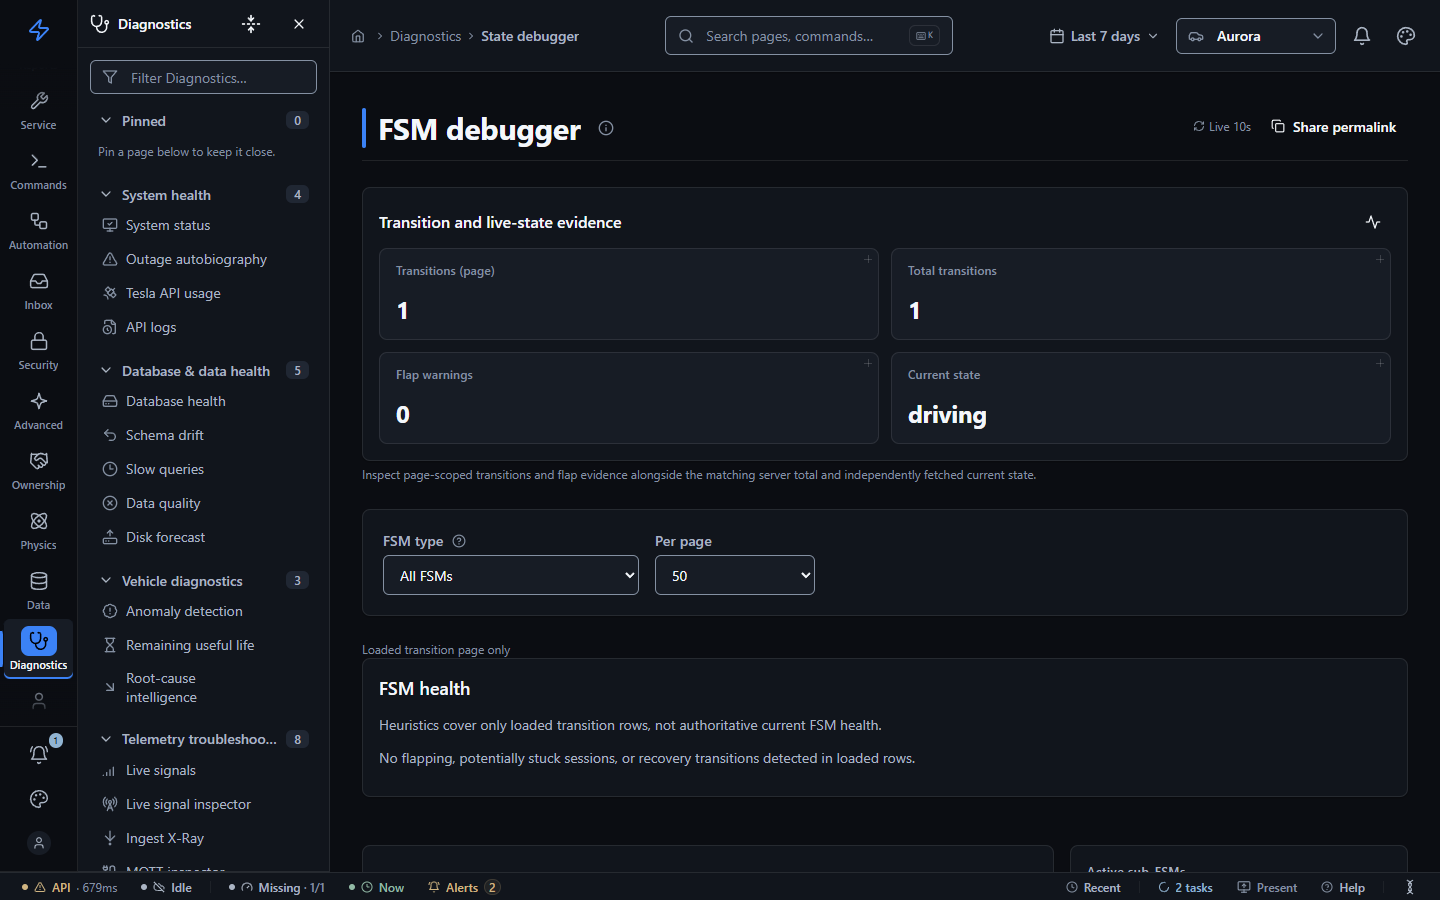 Diagnostics
Diagnostics
State debugger
Search pages, commands...
K
Last 7 days
Aurora
Service
Commands
Automation
Inbox
Security
Advanced
Ownership
Physics
Data
Diagnostics
1
Filter Diagnostics...
Pinned
0
Pin a page below to keep it close.
System health
4
System status
Outage autobiography
Tesla API usage
API logs
Database & data health
5
Database health
Schema drift
Slow queries
Data quality
Disk forecast
Vehicle diagnostics
3
Anomaly detection
Remaining useful life
Root-cause
intelligence
Telemetry troubleshoo...
8
Live signals
Live signal inspector
Ingest X-Ray
FSM debugger
Live 10s
Share permalink
Transition and live-state evidence
Transitions (page)
1
Total transitions
1
Flap warnings
0
Current state
driving
Inspect page-scoped transitions and flap evidence alongside the matching server total and independently fetched current state.
FSM type
Per page
All FSMs
50
Loaded transition page only
FSM health
Heuristics cover only loaded transition rows, not authoritative current FSM health.
No flapping, potentially stuck sessions, or recovery transitions detected in loaded rows.
Active sub-FSMs
API · 679ms
Idle
Missing · 1/1
Now
Alerts 2
Recent
2 tasks
Present
Help